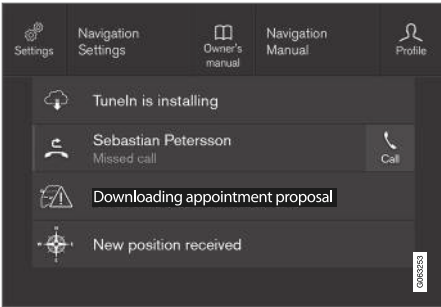 Settings
Navigation
Settings
Owner's
manual
Navigation
Manual
Profile
TuneIn is installing
Sebastian Petersson
Missed call
Call
Downloading appointment proposal
New position received
G063253